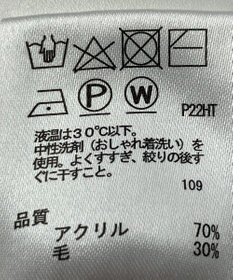 P W P22HT
液温は30℃以下。
中性洗剤(おしゃれ着洗い)を
使用。よくすすぎ、絞りの後す
ぐに干すこと。
109
品質
アクリル 70%
毛 30%